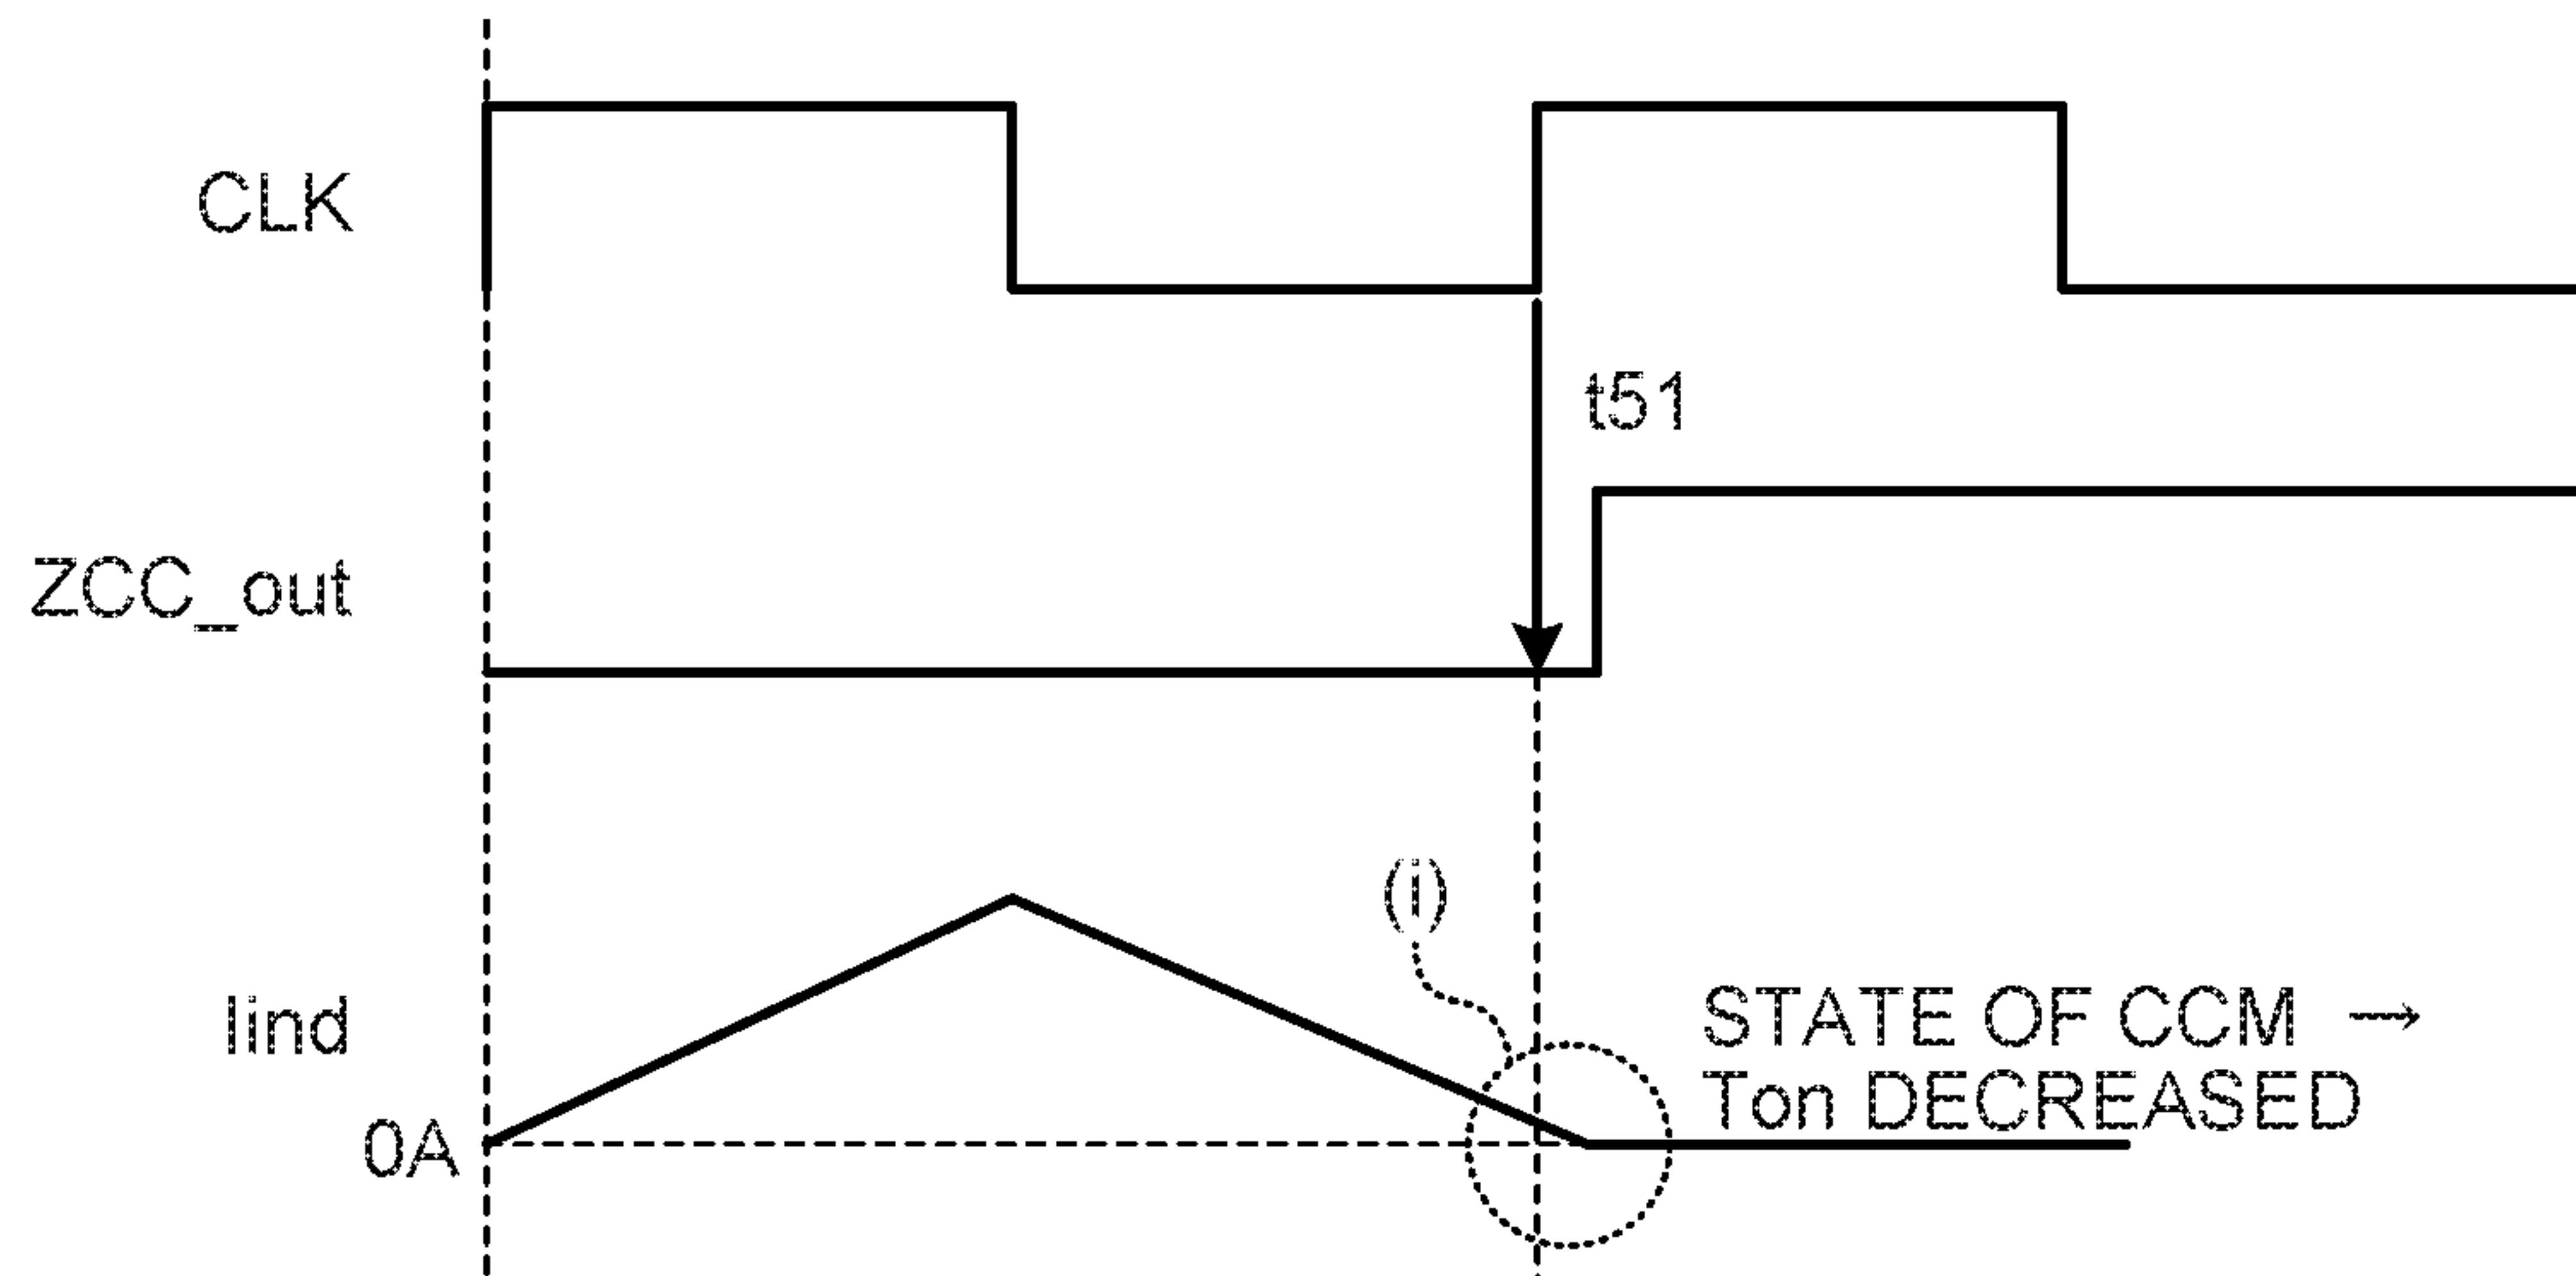 CLK
t51
ZCC_out
(i)
Iind
STATE OF CCM →
Ton DECREASED
0A